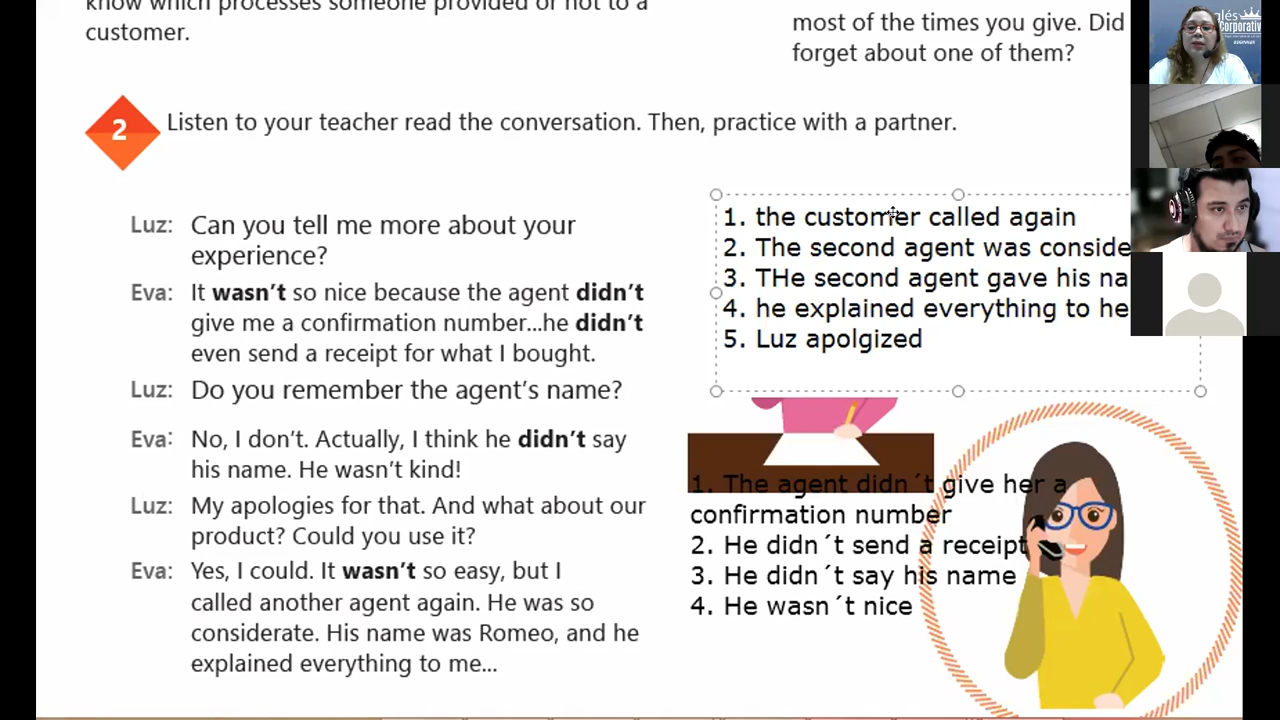 know which processes someone provided or not to a
customer.
most of the times you give. Did
forget about one of them?
2
Listen to your teacher read the conversation. Then, practice with a partner.
Luz: Can you tell me more about your
experience?
Eva: It wasn't so nice because the agent didn't
give me a confirmation number...he didn't
even send a receipt for what I bought.
Luz: Do you remember the agent's name?
Eva: No, I don't. Actually, I think he didn't say
his name. He wasn't kind!
Luz: My apologies for that. And what about our
product? Could you use it?
Eva: Yes, I could. It wasn't so easy, but I
called another agent again. He was so
considerate. His name was Romeo, and he
explained everything to me...
1. the customer called again
2. The second agent was conside
3. THe second agent gave his na
4. he explained everything to he
5. Luz apolgized
1. The agent didn´t give her a
confirmation number
2. He didn´t send a receipt
3. He didn´t say his name
4. He wasn´t nice
glés
Corporativ